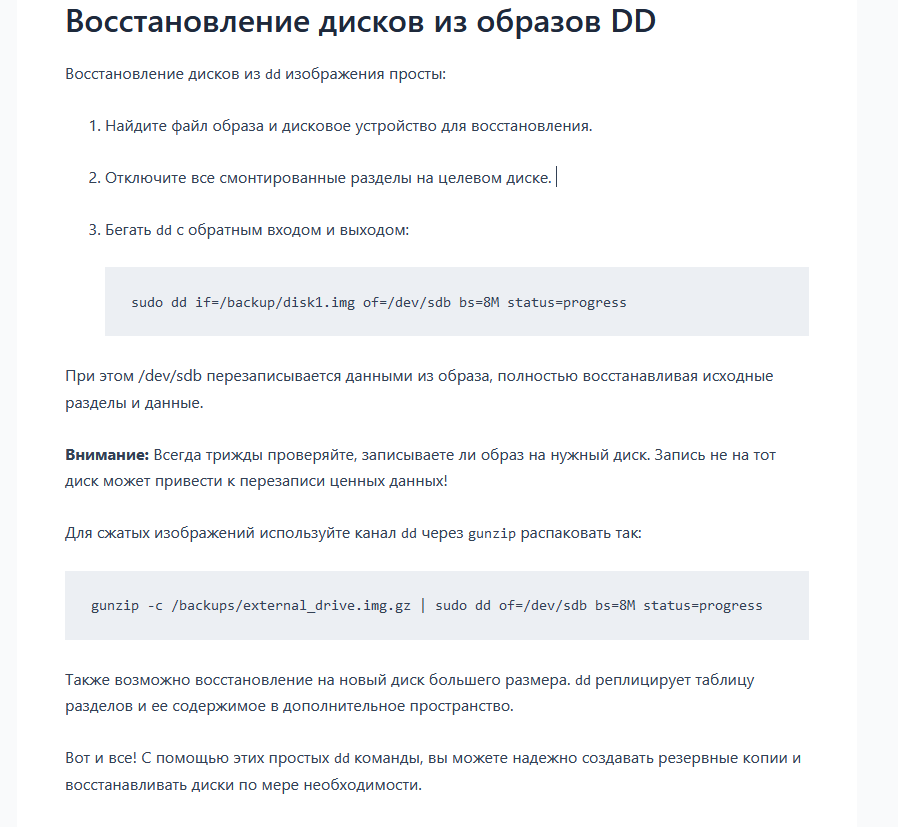 Восстановление дисков из образов DD
Восстановление дисков из dd изображения просты:
1. Найдите файл образа и дисковое устройство для восстановления.
2. Отключите все смонтированные разделы на целевом диске.
3. Бегать dd с обратным входом и выходом:
sudo dd if=/backup/disk1.img of=/dev/sdb bs=8M status=progress
При этом /dev/sdb перезаписывается данными из образа, полностью восстанавливая исходные
разделы и данные.
Внимание: Всегда трижды проверяйте, записываете ли образ на нужный диск. Запись не на тот
диск может привести к перезаписи ценных данных!
Для сжатых изображений используйте канал dd через gunzip распаковать так:
gunzip -c /backups/external_drive.img.gz | sudo dd of=/dev/sdb bs=8M status=progress
Также возможно восстановление на новый диск большего размера. dd реплицирует таблицу
разделов и ее содержимое в дополнительное пространство.
Вот и все! С помощью этих простых dd команды, вы можете надежно создавать резервные копии и
восстанавливать диски по мере необходимости.